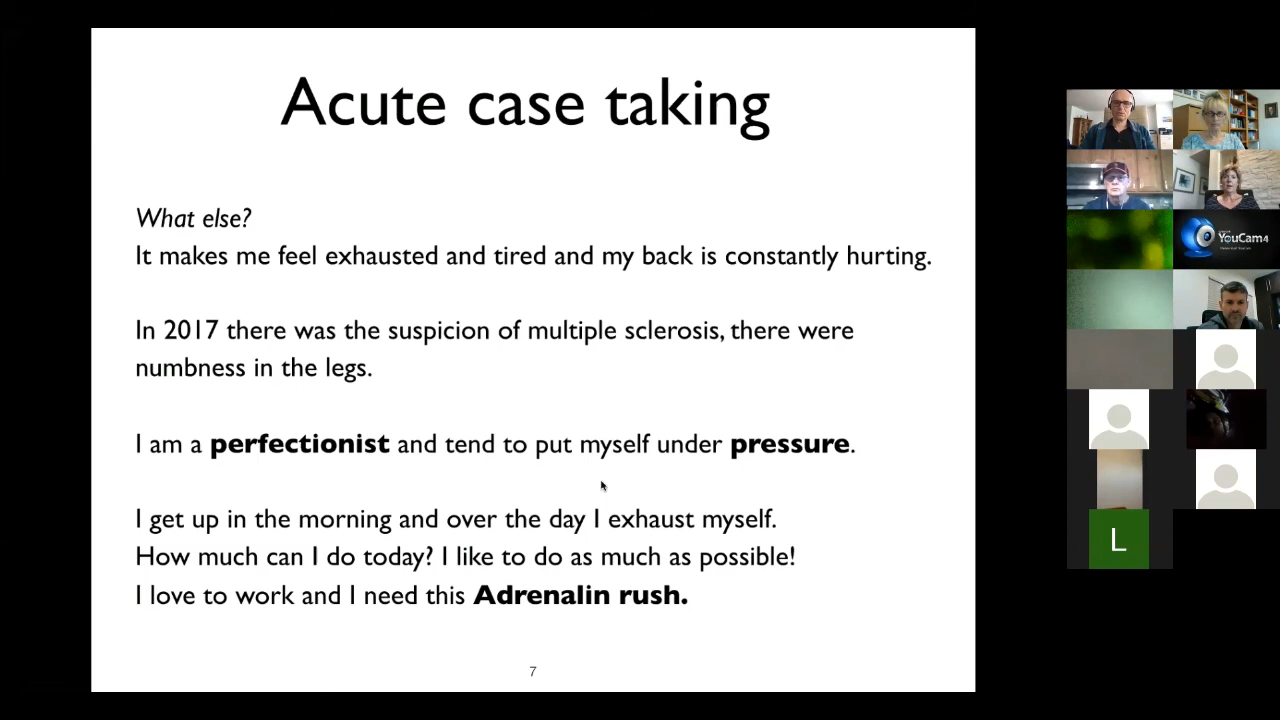 Acute case taking
What else?
It makes me feel exhausted and tired and my back is constantly hurting.
In 2017 there was the suspicion of multiple sclerosis, there were
numbness in the legs.
I am a perfectionist and tend to put myself under pressure.
I get up in the morning and over the day I exhaust myself.
How much can I do today? I like to do as much as possible!
I love to work and I need this Adrenalin rush.
7
YouCam4
L